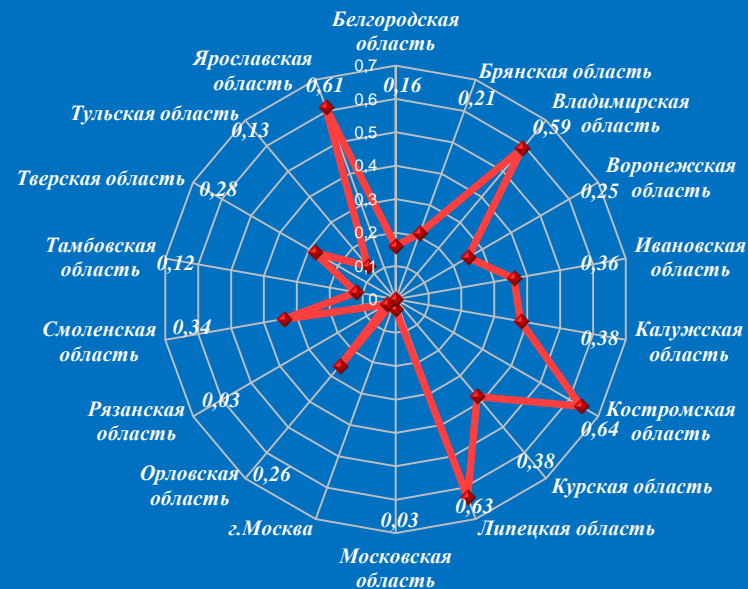 Белгородская
область
0,16
Брянская область
0,21
Владимирская
область
0,59
Воронежская
область
0,25
Ивановская
область
0,36
Калужская
область
0,38
Костромская
область
0,64
Курская область
0,38
Липецкая область
0,63
Московская
область
0,03
г.Москва
Орловская
область
0,26
Рязанская
область
0,03
Смоленская
область
0,34
Тамбовская
область
0,12
Тверская область
0,28
Тульская область
0,13
Ярославская
область
0,61
0,7
0,6
0,5
0,4
0,3
0,2
0,1
0